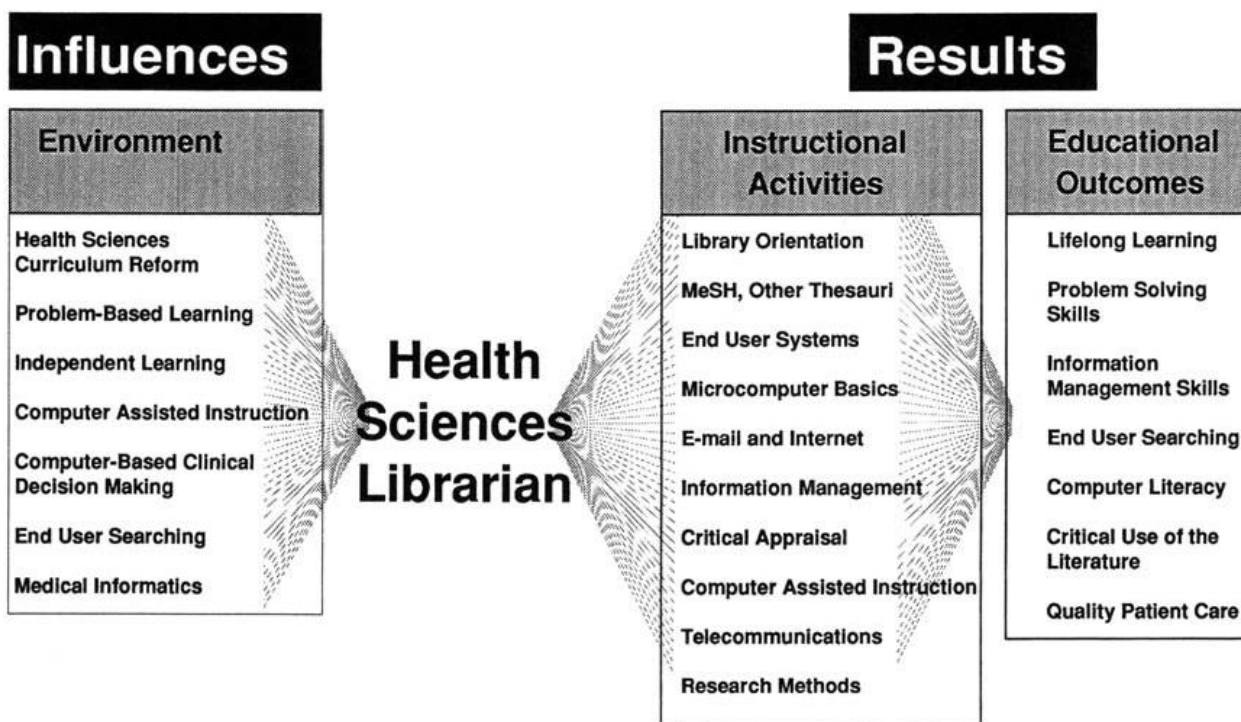 Influences
Results
Environment
Health Sciences
Curriculum Reform
Problem-Based Learning
Independent Learning
Computer Assisted Instruction
Computer-Based Clinical
Decision Making
End User Searching
Medical Informatics
Health
Sciences
Librarian
Instructional
Activities
Library Orientation
MeSH, Other Thesauri
End User Systems
Microcomputer Basics
E-mail and Internet
Information Management
Critical Appraisal
Computer Assisted Instruction
Telecommunications
Research Methods
Educational
Outcomes
Lifelong Learning
Problem Solving
Skills
Information
Management Skills
End User Searching
Computer Literacy
Critical Use of the
Literature
Quality Patient Care